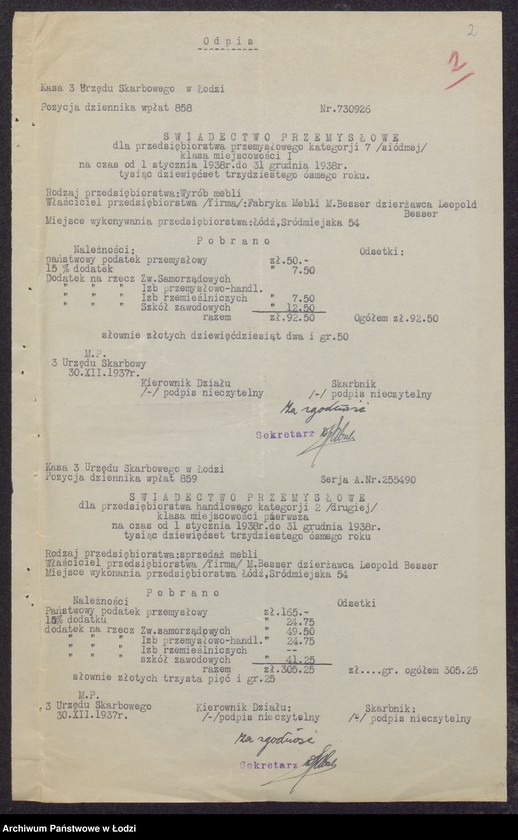 2
2
Odpis
Kasa 3 Urzędu Skarbowego w Łodzi
Pozycja dziennika wpłat 858 Nr.730926
SWIADECTWO PRZEMYSŁOWE
dla przedsiębiorstwa przemysłowego kategorji 7 /siódmej/
klasa miejscowości I
na czas od 1 stycznia 1938r.do 31 grudnia 1938r.
tysiąc dziewięćset trzydziestego ósmego roku.
Rodzaj przedsiębiorstwa:Wyrób mebli
Właściciel przedsiębiorstwa /firma/:Fabryka Mebli M.Besser dzierżawca Leopold
Besser
Miejsce wykonywania przedsiębiorstwa:Łódź,Sródmiejska 54
Pobrano
Należności: Odsetki:
państwowy podatek przemysłowy zł.50.-
15 % dodatek " 7.50
Dodatek na rzecz Zw.Samorządowych
" " " Izb przemysłowo-handl.
" " " Izb rzemieślniczych " 7.50
" " " Szkół zawodowych " 12.50
razem zł.92.50 Ogółem zł.92.50
słownie złotych dziewięćdziesiąt dwa i gr.50
M.P.
3 Urzędu Skarbowy
30.XII.1937r.
Kierownik Działu Skarbnik
/-/ podpis nieczytelny /-/ podpis nieczytelny
Za zgodność
Sekretarz
Kasa 3 Urzędu Skarbowego w Łodzi
Pozycja dziennika wpłat 859 Serja A.Nr.255490
SWIADECTWO PRZEMYSŁOWE
dla przedsiębiorstwa handlowego kategorji 2 /drugiej/
klasa miejscowości pierwsza
na czas od 1 stycznia 1938r.do 31 grudnia 1938r.
tysiąc dziewięćset trzydziestego ósmego roku
Rodzaj przedsiębiorstwa:sprzedaż mebli
Właściciel przedsiębiorstwa /firma/ M.Besser dzierżawca Leopold Besser
Miejsce wykonania przedsiębiorstwa Łódź,Sródmiejska 54
Pobrano
Należności Odsetki
Państwowy podatek przemysłowy zł.165.-
15% dodatku " 24.75
dodatek na rzecz Zw.samorządowych " 49.50
" " " Izb przemysłowo-handl." 24.75
" " " Izb rzemieślniczych --
" " " szkół zawodowych " 41.25
razem zł.305.25 zł....gr. ogółem 305.25
słownie złotych trzysta pięć i gr.25
M.P.
3 Urzędu Skarbowego Kierownik Działu: Skarbnik:
30.XII.1937r. /-/podpis nieczytelny /-/ podpis nieczytelny
Za zgodność
Sekretarz
Archiwum Państwowe w Łodzi